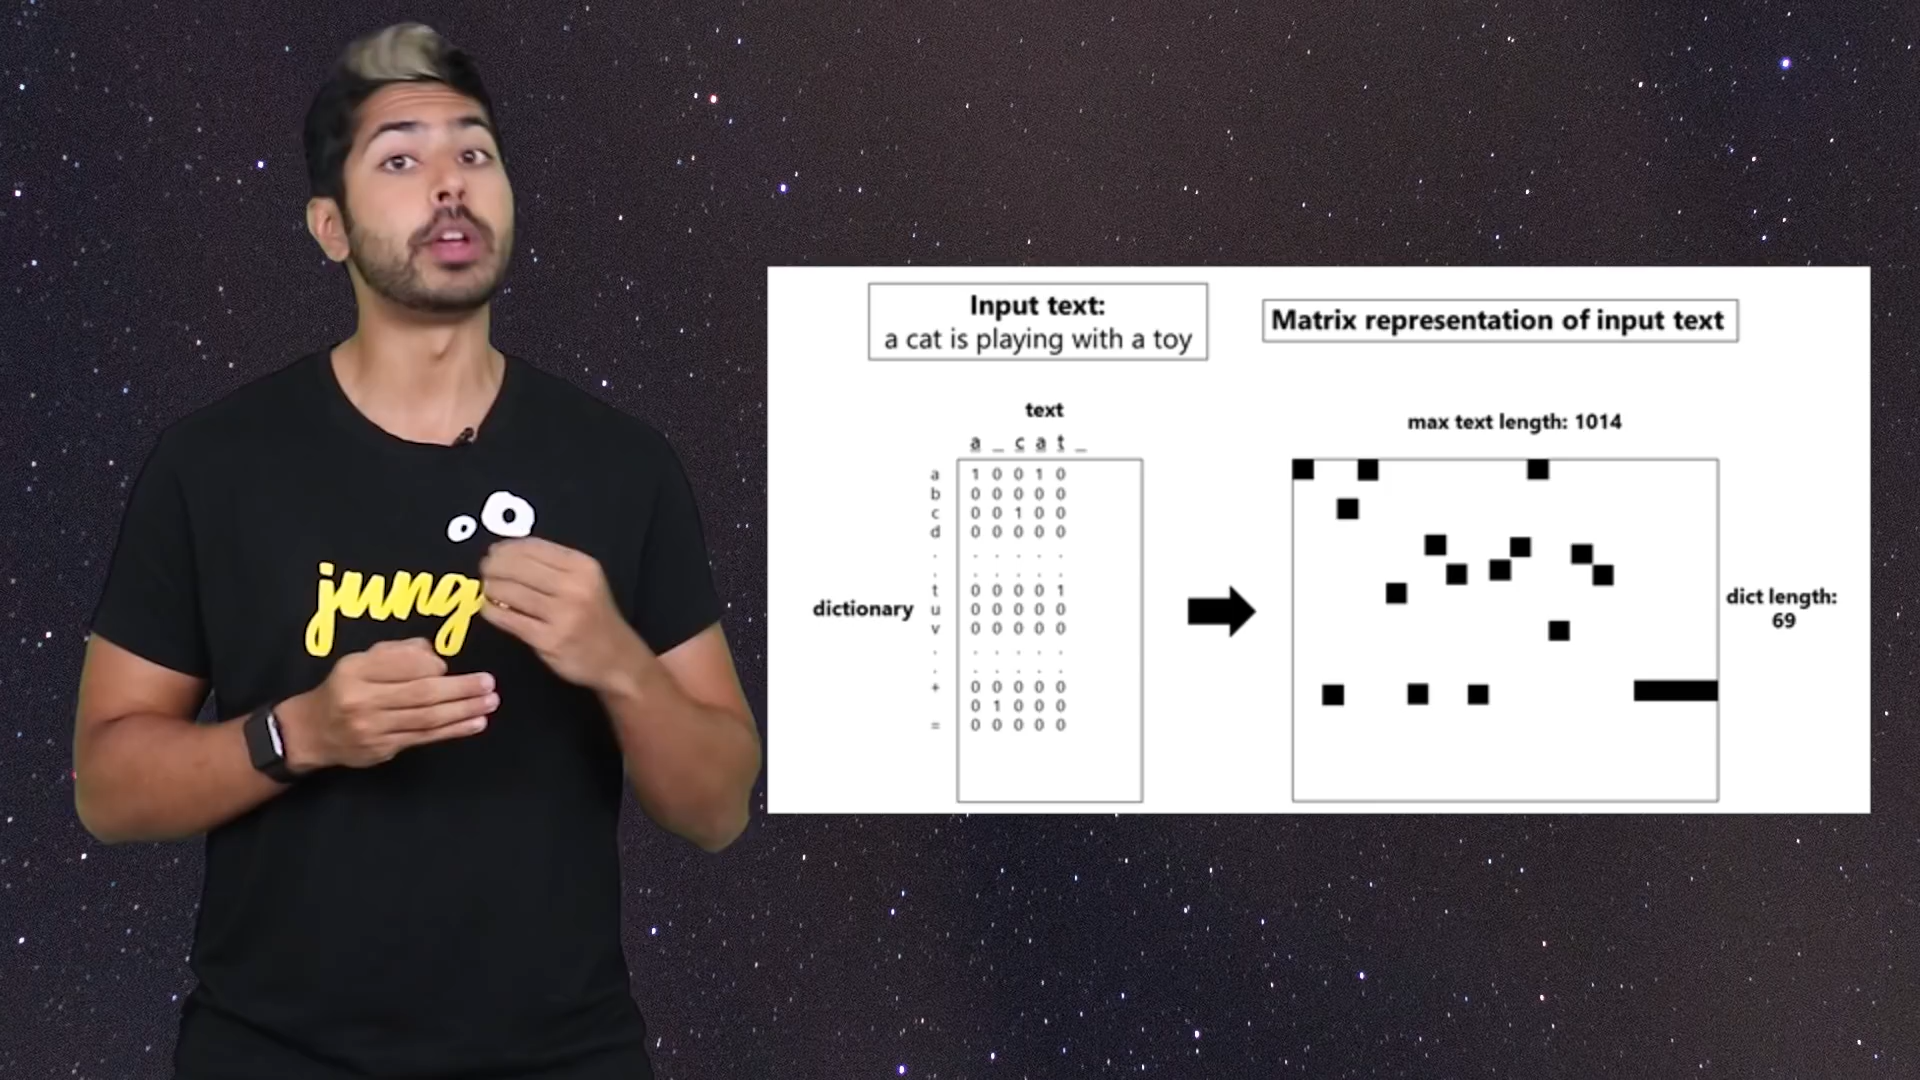 jung
Input text:
a cat is playing with a toy
Matrix representation of input text
text
a _ c a t _
a 1 0 0 1 0
b 0 0 0 0 0
c 0 0 1 0 0
d 0 0 0 0 0
. . . . . .
. . . . . .
t 0 0 0 0 1
u 0 0 0 0 0
v 0 0 0 0 0
. . . . . .
. . . . . .
+ 0 0 0 0 0
0 1 0 0 0
= 0 0 0 0 0
dictionary
max text length: 1014
dict length:
69